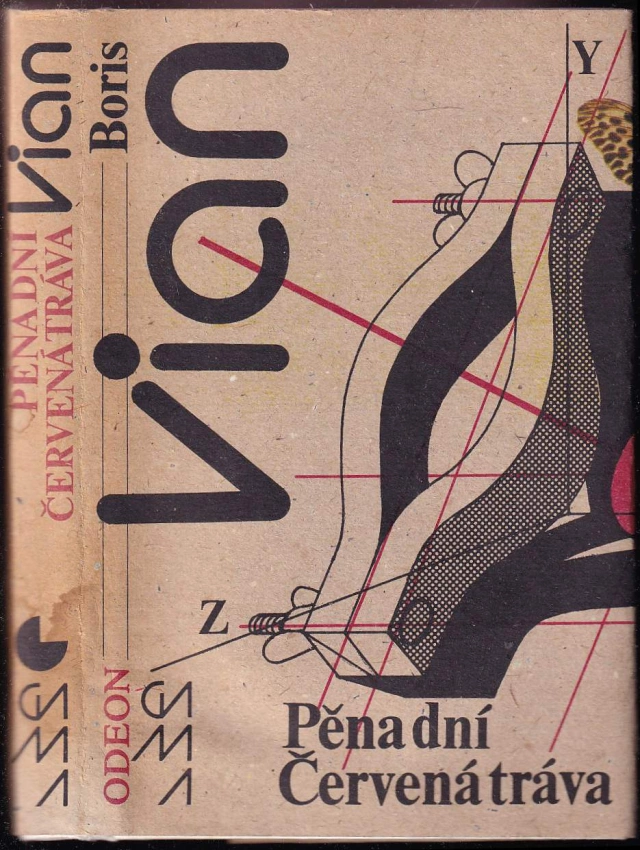 vian
PĚNA DNÍ
ČERVENÁ TRÁVA
Boris
vian
ODEON
Y
Z
Pěna dní
Červená tráva